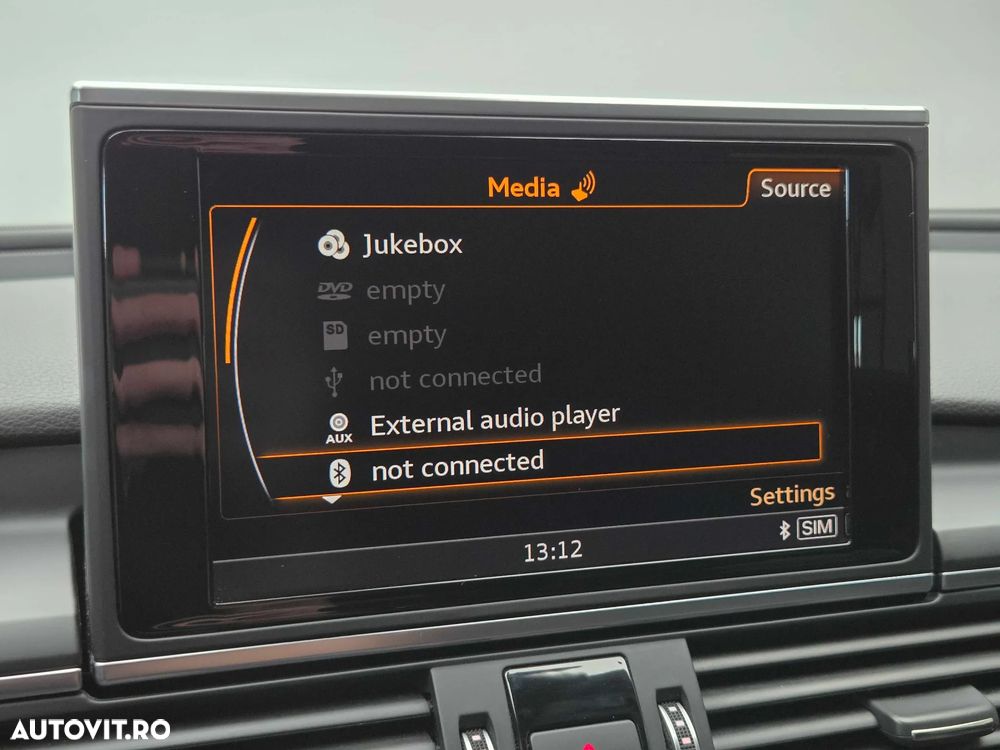 Media
Source
Jukebox
DVD empty
SD empty
not connected
AUX External audio player
not connected
Settings
SIM
13:12
AUTOVIT.RO